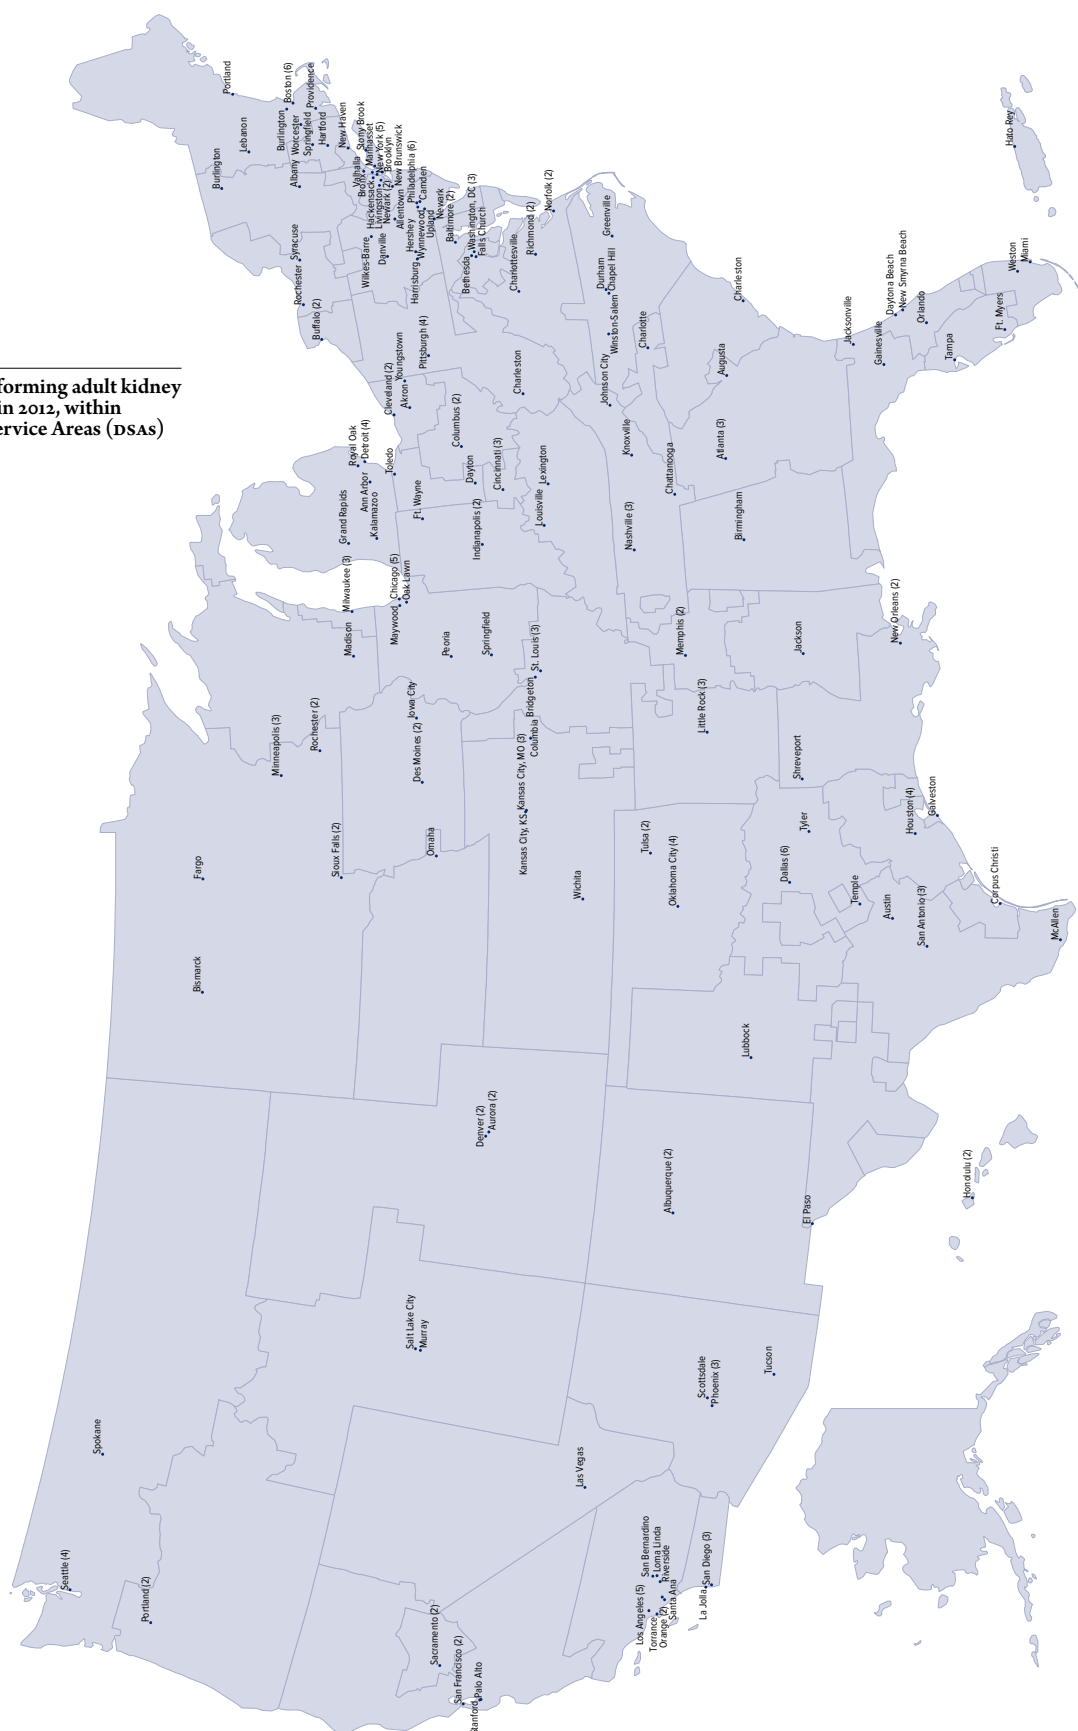 forming adult kidney
in 2012, within
ervice Areas (DSAs)
Portland
Boston (6)
Providence
Lebanon
Burlington
Worcester
Springfield
Hartford
New Haven
Burlington
Albany
Stony Brook
Manhasset
New York (5)
Brooklyn
New Brunswick
Valhalla
Bronx
Hackensack
Livingston
Newark (2)
Allentown
Philadelphia (6)
Camden
Syracuse
Rochester
Buffalo (2)
Wilkes-Barre
Danville
Hershey
Wynnewood
Upland
Newark
Harrisburg
Baltimore (2)
Washington, DC (3)
Falls Church
Bethesda
Charlottesville
Richmond (2)
Norfolk (2)
Hato Rey
Greenville
Durham
Chapel Hill
Winston-Salem
Charlotte
Johnson City
Charleston
Pittsburgh (4)
Youngstown
Cleveland (2)
Akron
Charleston
Columbus (2)
Dayton
Cincinnati (3)
Lexington
Louisville
Royal Oak
Detroit (4)
Toledo
Ann Arbor
Kalamazoo
Grand Rapids
Ft. Wayne
Indianapolis (2)
Knoxville
Chattanooga
Nashville (3)
Augusta
Atlanta (3)
Birmingham
Jacksonville
Gainesville
Daytona Beach
New Smyrna Beach
Orlando
Tampa
Ft. Myers
Weston
Miami
Milwaukee (3)
Madison
Chicago (5)
Oak Lawn
Maywood
Peoria
Springfield
St. Louis (3)
Bridgeton
Columbia
Memphis (2)
Little Rock (3)
Jackson
New Orleans (2)
Shreveport
Minneapolis (3)
Rochester (2)
Iowa City
Des Moines (2)
Kansas City, MO (3)
Kansas City, KS
Sioux Falls (2)
Omaha
Fargo
Bismarck
Wichita
Tulsa (2)
Oklahoma City (4)
Tyler
Dallas (6)
Temple
Austin
San Antonio (3)
Houston (4)
Galveston
Corpus Christi
McAllen
Lubbock
Denver (2)
Aurora (2)
Albuquerque (2)
El Paso
Honolulu (2)
Salt Lake City
Murray
Scottsdale
Phoenix (3)
Tucson
Spokane
Las Vegas
Seattle (4)
Portland (2)
San Bernardino
Loma Linda
Riverside
Los Angeles (5)
Torrance
Orange (2)
Santa Ana
La Jolla
San Diego (3)
Sacramento (2)
San Francisco (2)
Palo Alto
Stanford